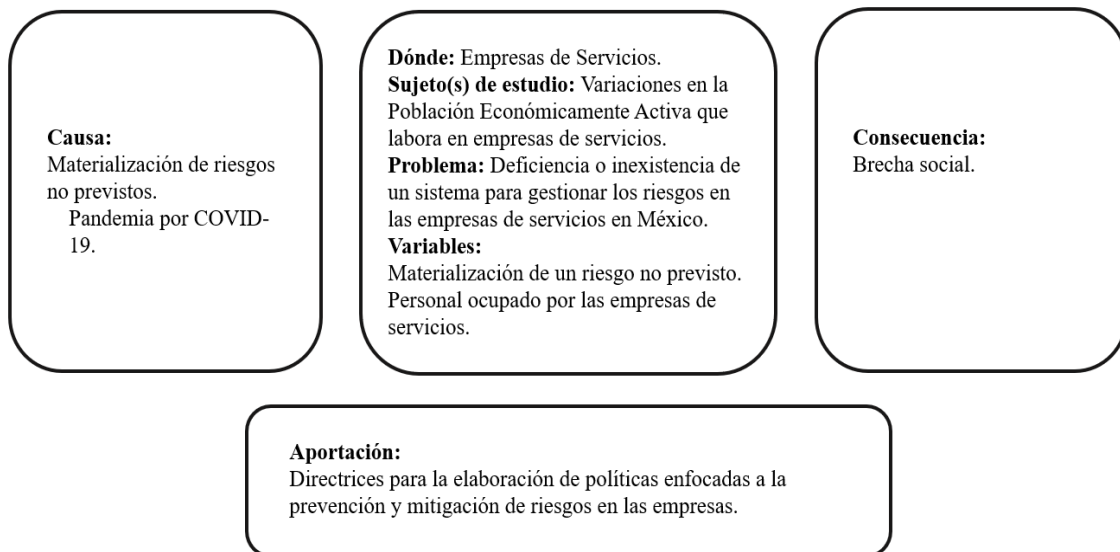 Causa:
Materialización de riesgos
no previstos.
Pandemia por COVID-
19.
Dónde: Empresas de Servicios.
Sujeto(s) de estudio: Variaciones en la
Población Económicamente Activa que
labora en empresas de servicios.
Problema: Deficiencia o inexistencia de
un sistema para gestionar los riesgos en
las empresas de servicios en México.
Variables:
Materialización de un riesgo no previsto.
Personal ocupado por las empresas de
servicios.
Consecuencia:
Brecha social.
Aportación:
Directrices para la elaboración de políticas enfocadas a la
prevención y mitigación de riesgos en las empresas.